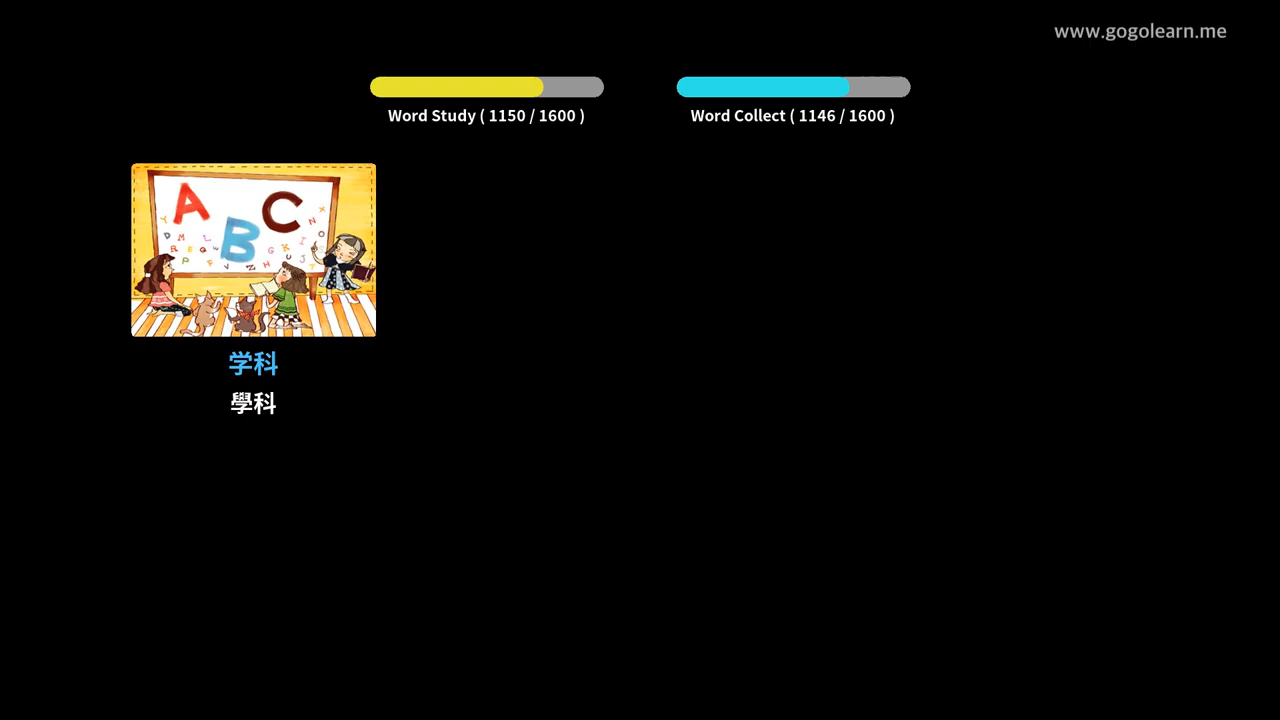 www.gogolearn.me
Word Study ( 1150 / 1600 )
Word Collect ( 1146 / 1600 )
A
B
C
学科
學科